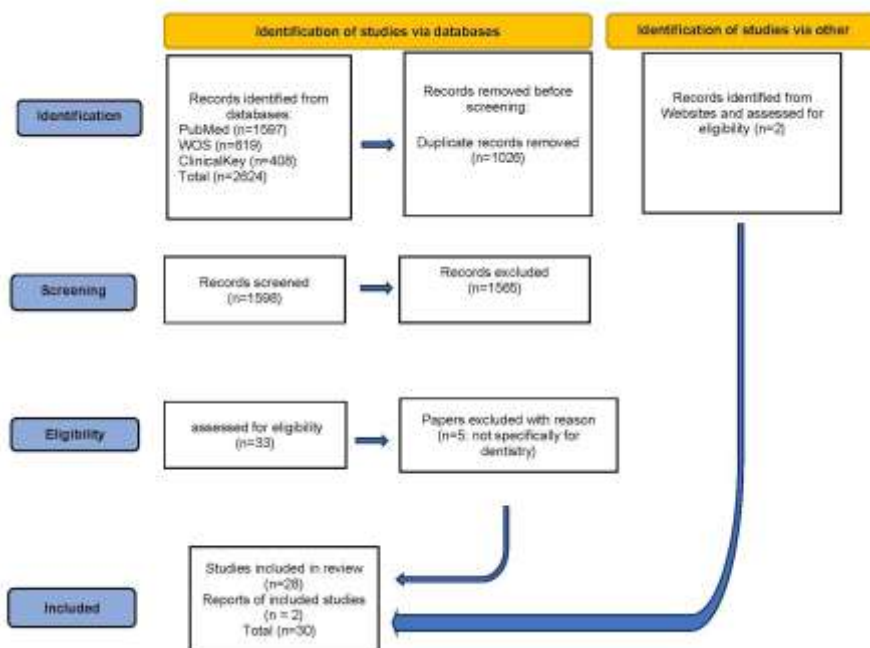 Identification of studies via databases
Identification of studies via other
Identification
Records identified from
databases:
PubMed (n=1597)
WOS (n=619)
ClinicalKey (n=408)
Total (n=2624)
Records removed before
screening:
Duplicate records removed
(n=1026)
Records identified from
Websites and assessed for
eligibility (n=2)
Screening
Records screened
(n=1598)
Records excluded
(n=1565)
Eligibility
assessed for eligibility
(n=33)
Papers excluded with reason
(n=5: not specifically for
dentistry)
Included
Studies included in review
(n=28)
Reports of included studies
(n = 2)
Total (n=30)